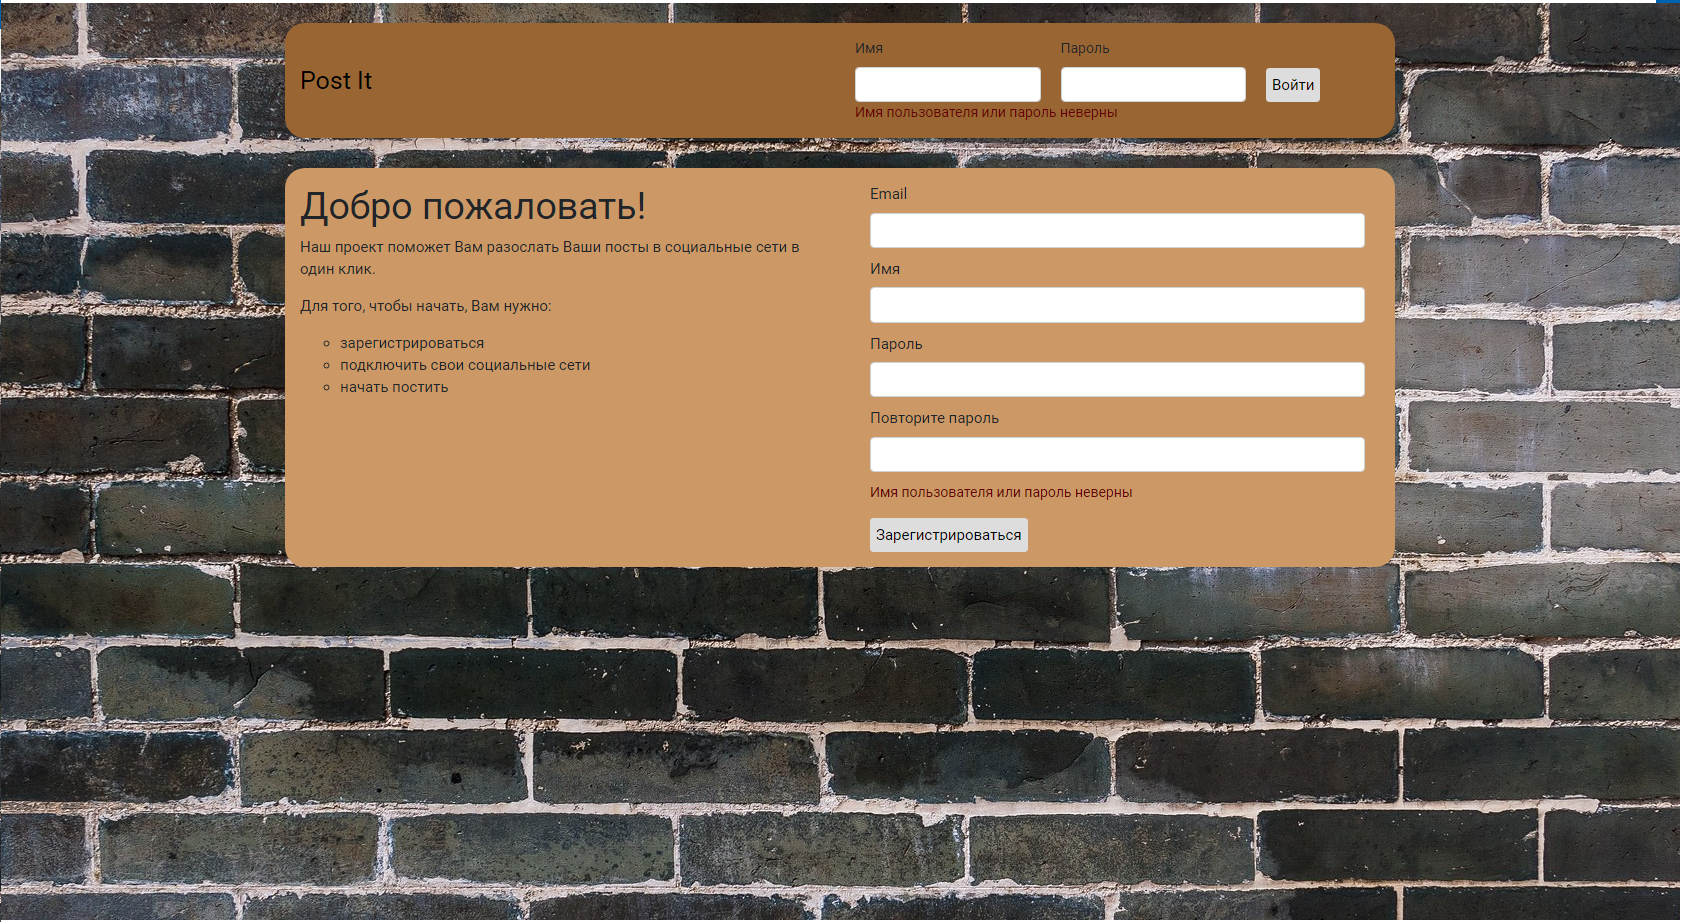 Post It
Имя
Пароль
Войти
Имя пользователя или пароль неверны
Добро пожаловать!
Наш проект поможет Вам разослать Ваши посты в социальные сети в
один клик.
Для того, чтобы начать, Вам нужно:
зарегистрироваться
подключить свои социальные сети
начать постить
Email
Имя
Пароль
Повторите пароль
Имя пользователя или пароль неверны
Зарегистрироваться